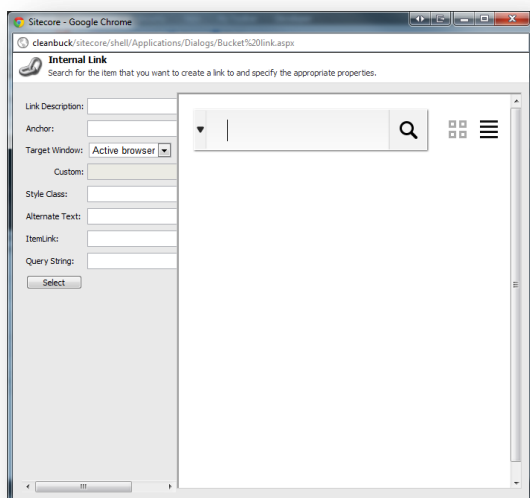 Sitecore - Google Chrome
cleanbuck/sitecore/shell/Applications/Dialogs/Bucket%20link.aspx
Internal Link
Search for the item that you want to create a link to and specify the appropriate properties.
Link Description:
Anchor:
Target Window: Active browser
Custom:
Style Class:
Alternate Text:
ItemLink:
Query String:
Select